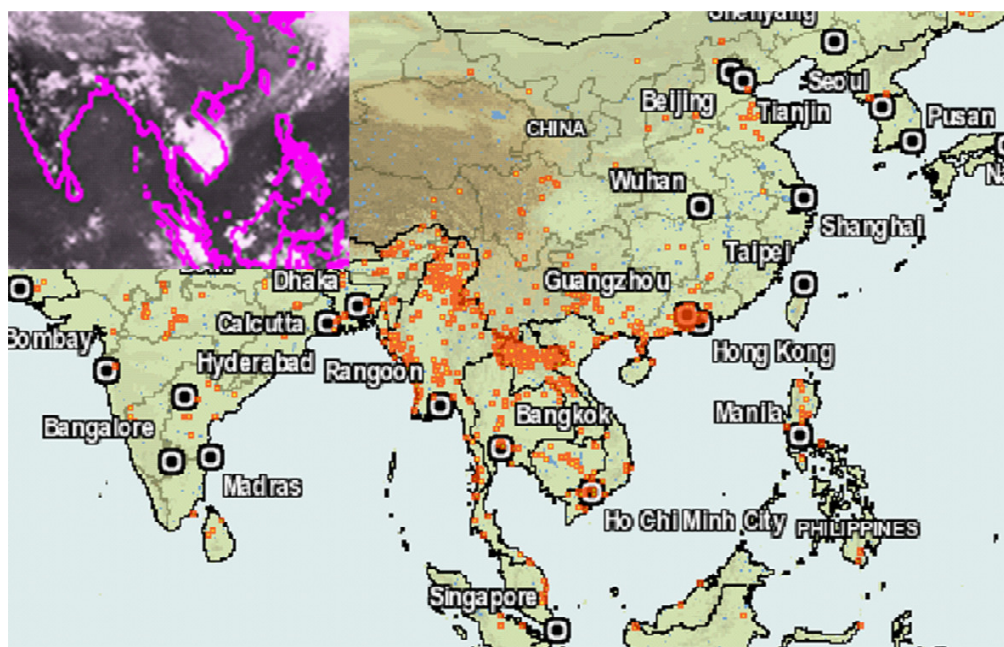 Shenyang
Beijing
Tianjin
Seoul
Pusan
CHINA
Wuhan
Shanghai
Taipei
Dhaka
Guangzhou
Calcutta
Bombay
Hyderabad
Rangoon
Hong Kong
Bangalore
Bangkok
Manila
Madras
Ho Chi Minh City
PHILIPPINES
Singapore